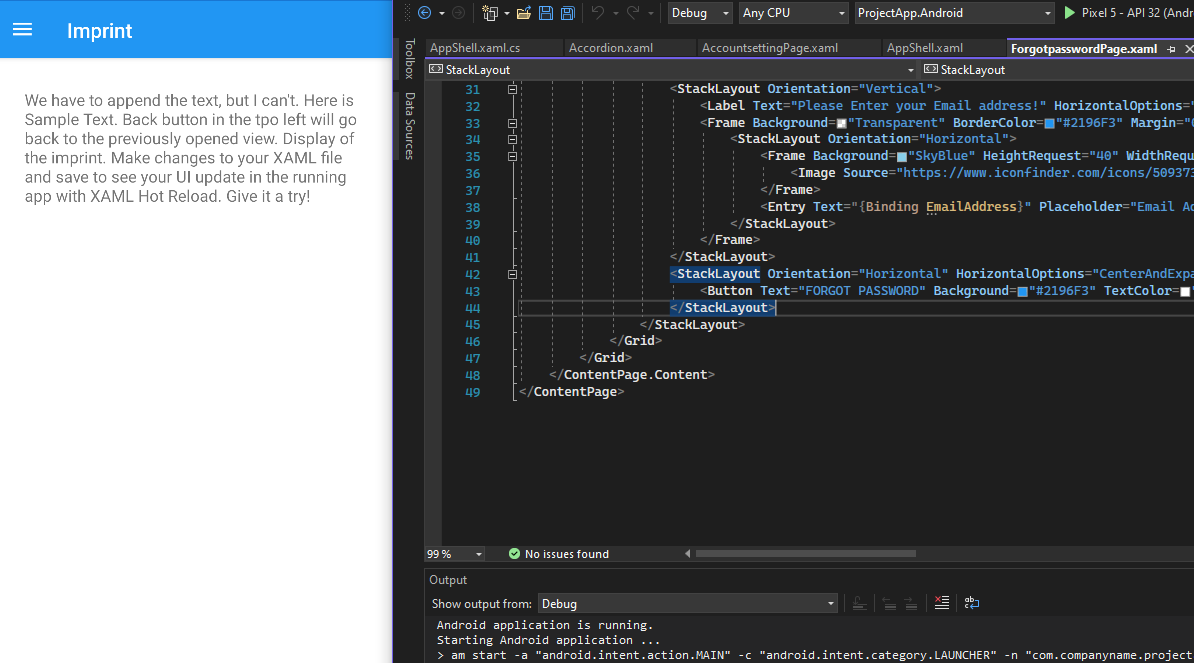 Imprint
We have to append the text, but I can't. Here is
Sample Text. Back button in the tpo left will go
back to the previously opened view. Display of
the imprint. Make changes to your XAML file
and save to see your UI update in the running
app with XAML Hot Reload. Give it a try!
Debug Any CPU ProjectApp.Android Pixel 5 - API 32 (Andr
Toolbox
Data Sources
AppShell.xaml.cs Accordion.xaml AccountsettingPage.xaml AppShell.xaml ForgotpasswordPage.xaml
StackLayout StackLayout
31 <StackLayout Orientation="Vertical">
32 <Label Text="Please Enter your Email address!" HorizontalOptions="
33 <Frame Background="Transparent" BorderColor="#2196F3" Margin="
34 <StackLayout Orientation="Horizontal">
35 <Frame Background="SkyBlue" HeightRequest="40" WidthRequ
36 <Image Source="https://www.iconfinder.com/icons/509373
37 </Frame>
38 <Entry Text="{Binding EmailAddress}" Placeholder="Email Ad
39 </StackLayout>
40 </Frame>
41 </StackLayout>
42 <StackLayout Orientation="Horizontal" HorizontalOptions="CenterAndExpa
43 <Button Text="FORGOT PASSWORD" Background="#2196F3" TextColor="
44 </StackLayout>
45 </StackLayout>
46 </Grid>
47 </Grid>
48 </ContentPage.Content>
49 </ContentPage>
99 % No issues found
Output
Show output from: Debug
Android application is running.
Starting Android application ...
> am start -a "android.intent.action.MAIN" -c "android.intent.category.LAUNCHER" -n "com.companyname.project